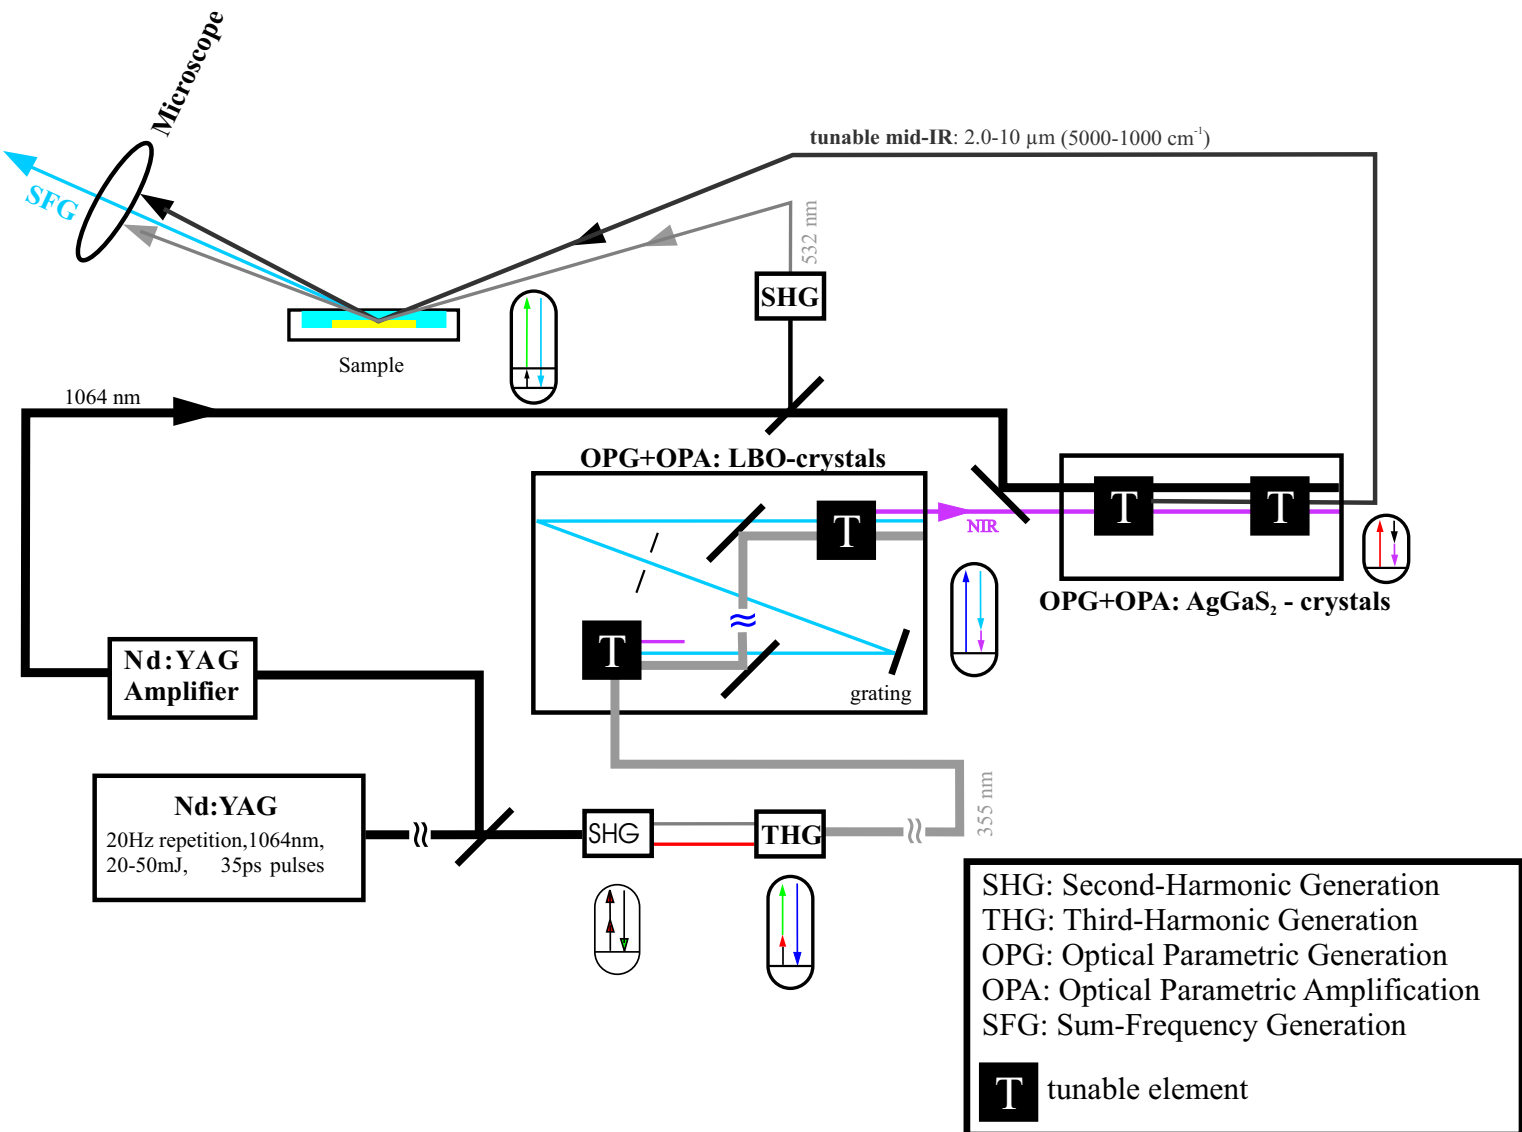 Microscope
tunable mid-IR: 2.0-10 µm (5000-1000 cm⁻¹)
SFG
532 nm
SHG
Sample
1064 nm
OPG+OPA: LBO-crystals
T
NIR
T
T
OPG+OPA: AgGaS₂ - crystals
T
grating
Nd:YAG
Amplifier
Nd:YAG
20Hz repetition,1064nm,
20-50mJ, 35ps pulses
SHG
THG
355 nm
SHG: Second-Harmonic Generation
THG: Third-Harmonic Generation
OPG: Optical Parametric Generation
OPA: Optical Parametric Amplification
SFG: Sum-Frequency Generation
T tunable element